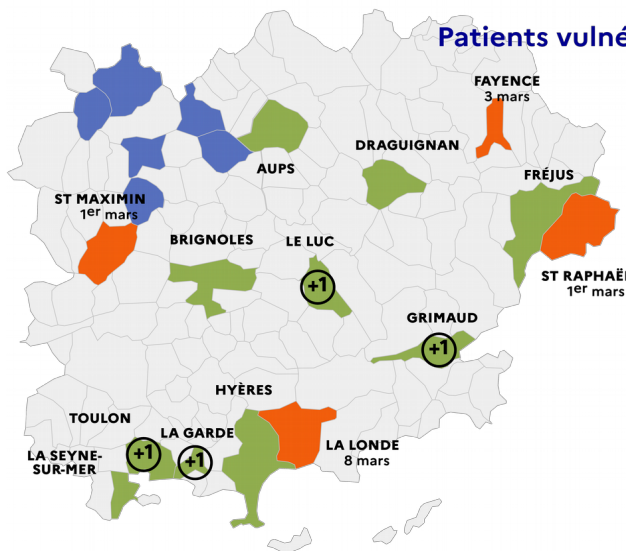 Patients vulné
FAYENCE
3 mars
DRAGUIGNAN
AUPS
FRÉJUS
ST MAXIMIN
1er mars
BRIGNOLES
LE LUC
+1
ST RAPHAË
1er mars
GRIMAUD
+1
HYÈRES
TOULON
+1
LA GARDE
+1
LA SEYNE-
SUR-MER
LA LONDE
8 mars